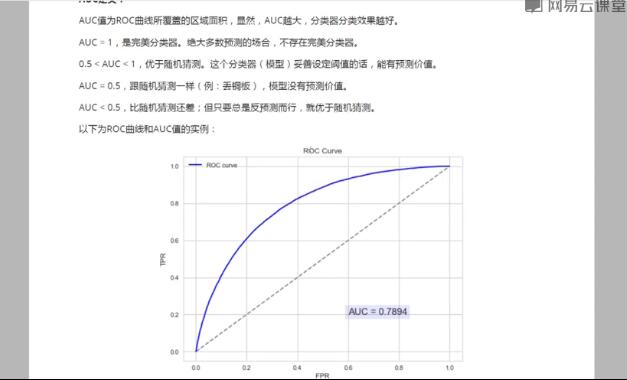 网易云课堂
AUC值为ROC曲线所覆盖的区域面积，显然，AUC越大，分类器分类效果越好。
AUC = 1，是完美分类器。绝大多数预测的场合，不存在完美分类器。
0.5 < AUC < 1，优于随机猜测。这个分类器（模型）妥善设定阈值的话，能有预测价值。
AUC = 0.5，跟随机猜测一样（例：丢铜板），模型没有预测价值。
AUC < 0.5，比随机猜测还差；但只要总是反预测而行，就优于随机猜测。
以下为ROC曲线和AUC值的实例：
ROC Curve
ROC curve
1.0
0.8
0.6
0.4
0.2
0.0
TPR
AUC = 0.7894
0.0 0.2 0.4 0.6 0.8 1.0
FPR